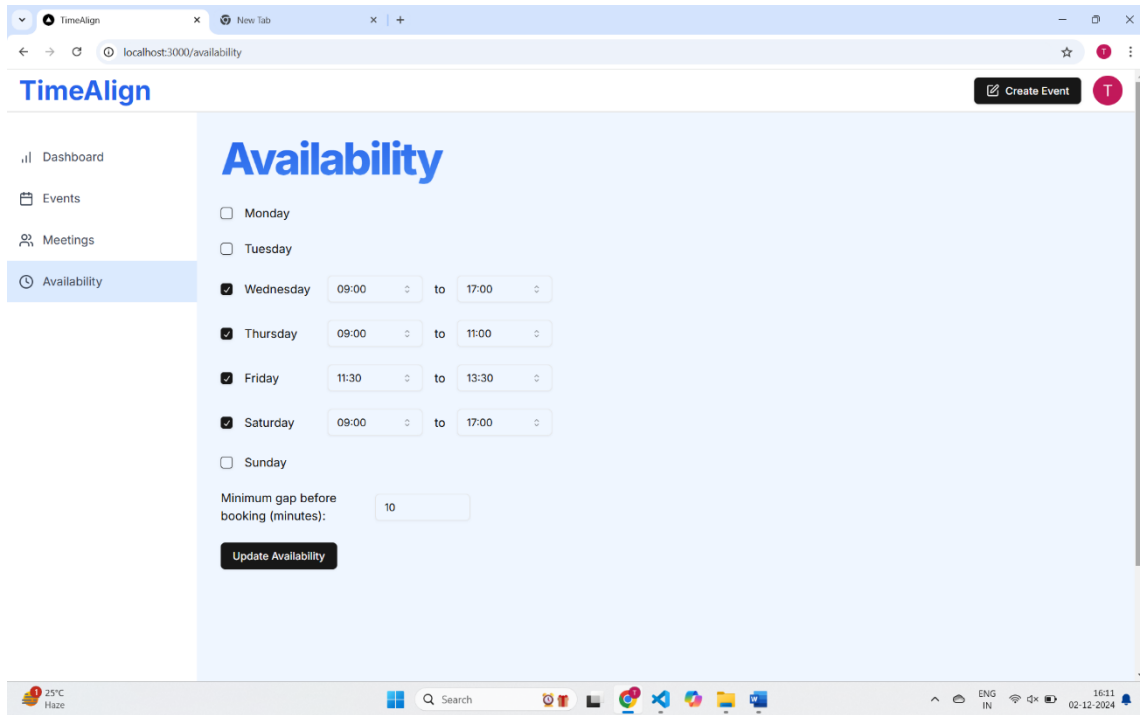 TimeAlign
New Tab
localhost:3000/availability
T
TimeAlign
Create Event
T
Dashboard
Events
Meetings
Availability
Availability
Monday
Tuesday
Wednesday 09:00 to 17:00
Thursday 09:00 to 11:00
Friday 11:30 to 13:30
Saturday 09:00 to 17:00
Sunday
Minimum gap before
booking (minutes):
10
Update Availability
1
25°C
Haze
Search
T
ENG
IN
16:11
02-12-2024